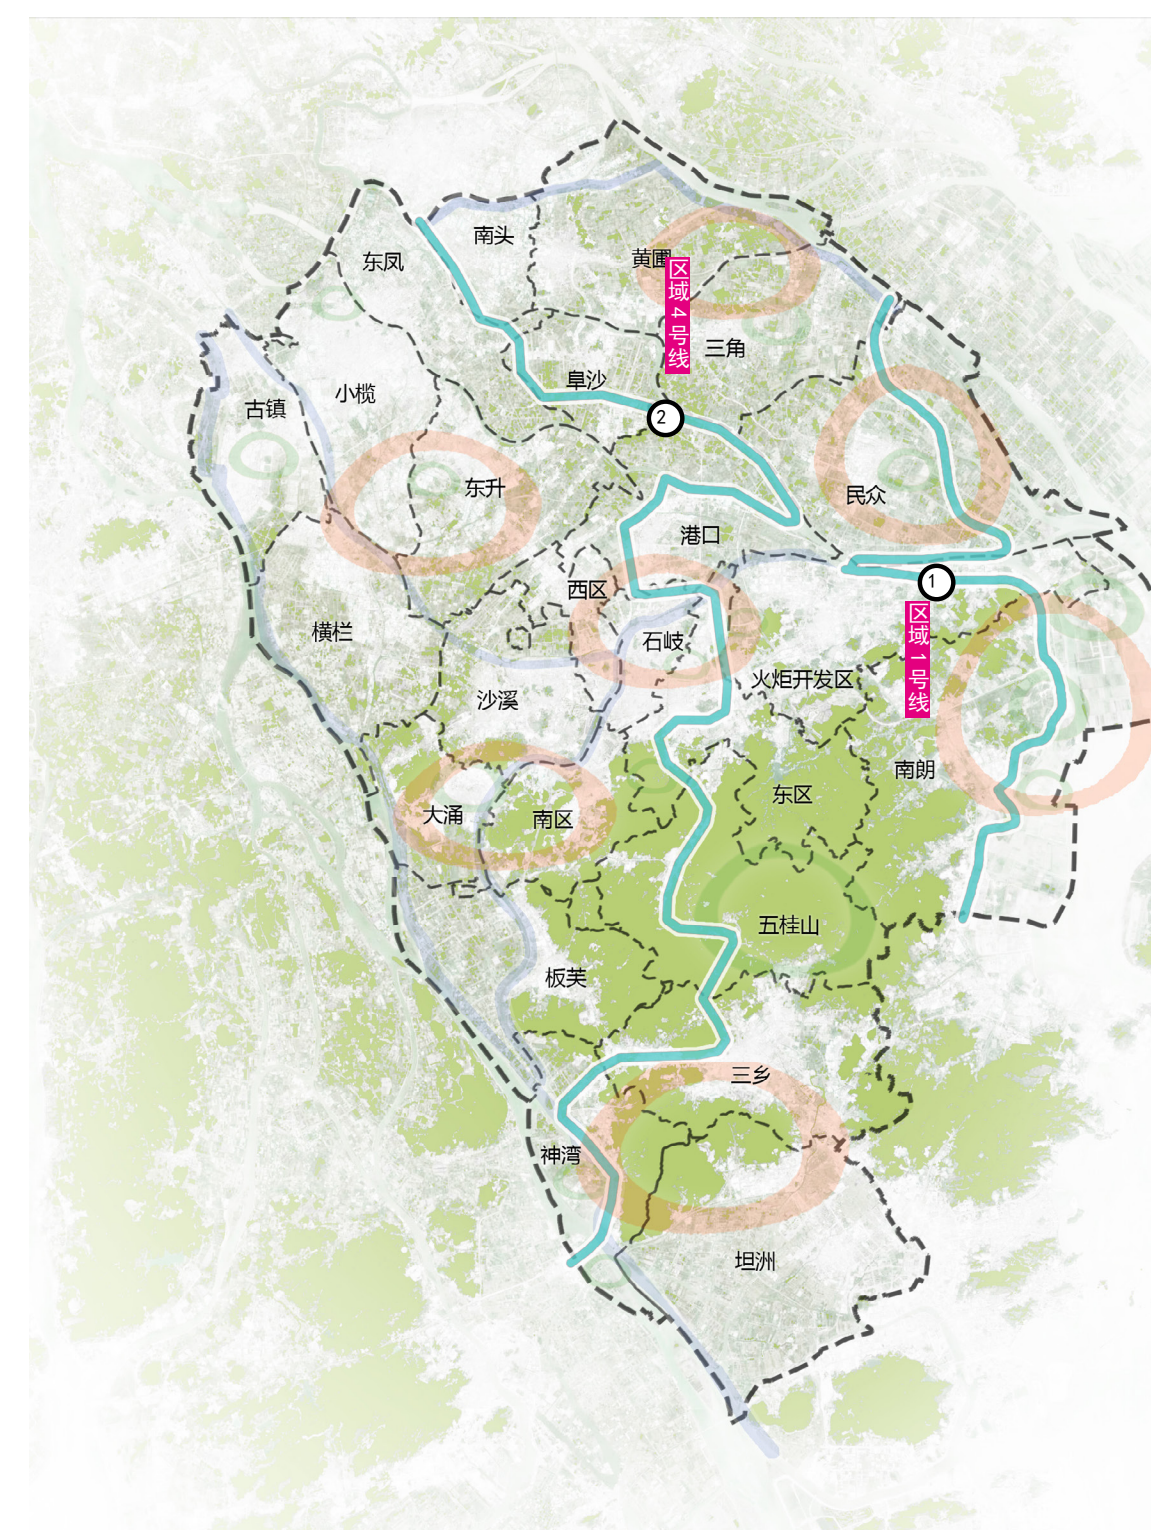 南头
东凤
黄圃
区域4号线
三角
阜沙
小榄
古镇
2
东升
民众
港口
1
西区
区域1号线
横栏
石岐
火炬开发区
沙溪
南朗
东区
大涌
南区
五桂山
板芙
三乡
神湾
坦洲